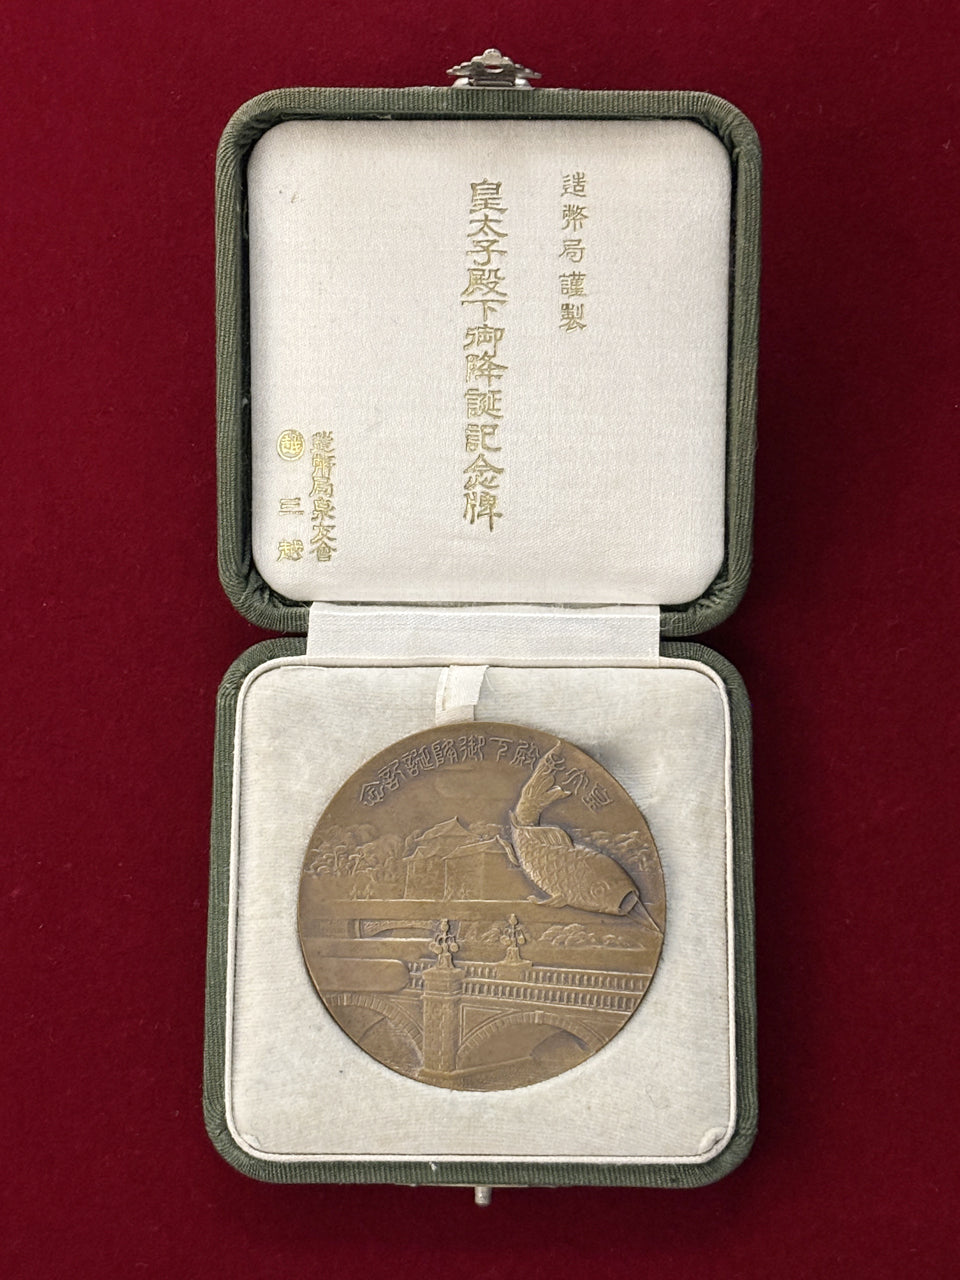 造幣局謹製
皇太子殿下御降誕記念牌
造幣局泉友會
越 三越
皇太子殿下御降誕記念